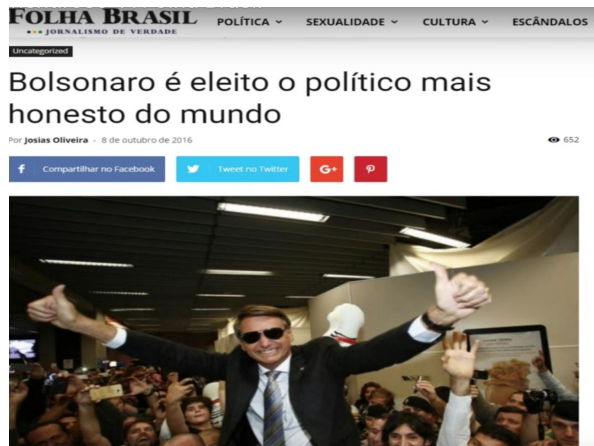 FOLHA BRASIL
JORNALISMO DE VERDADE
POLÍTICA SEXUALIDADE CULTURA ESCÂNDALOS
Uncategorized
Bolsonaro é eleito o político mais
honesto do mundo
Por Josias Oliveira - 8 de outubro de 2016 652
f Compartilhar no Facebook Tweet no Twitter G+